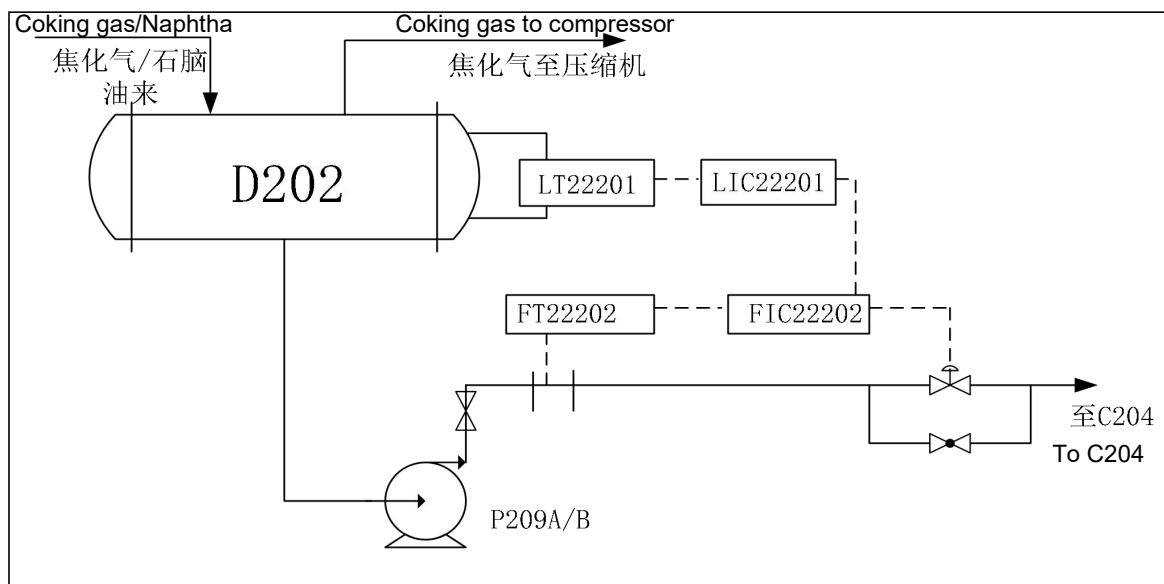 Coking gas/Naphtha
Coking gas to compressor
焦化气/石脑
油来
焦化气至压缩机
D202
LT22201
LIC22201
FT22202
FIC22202
至C204
To C204
P209A/B